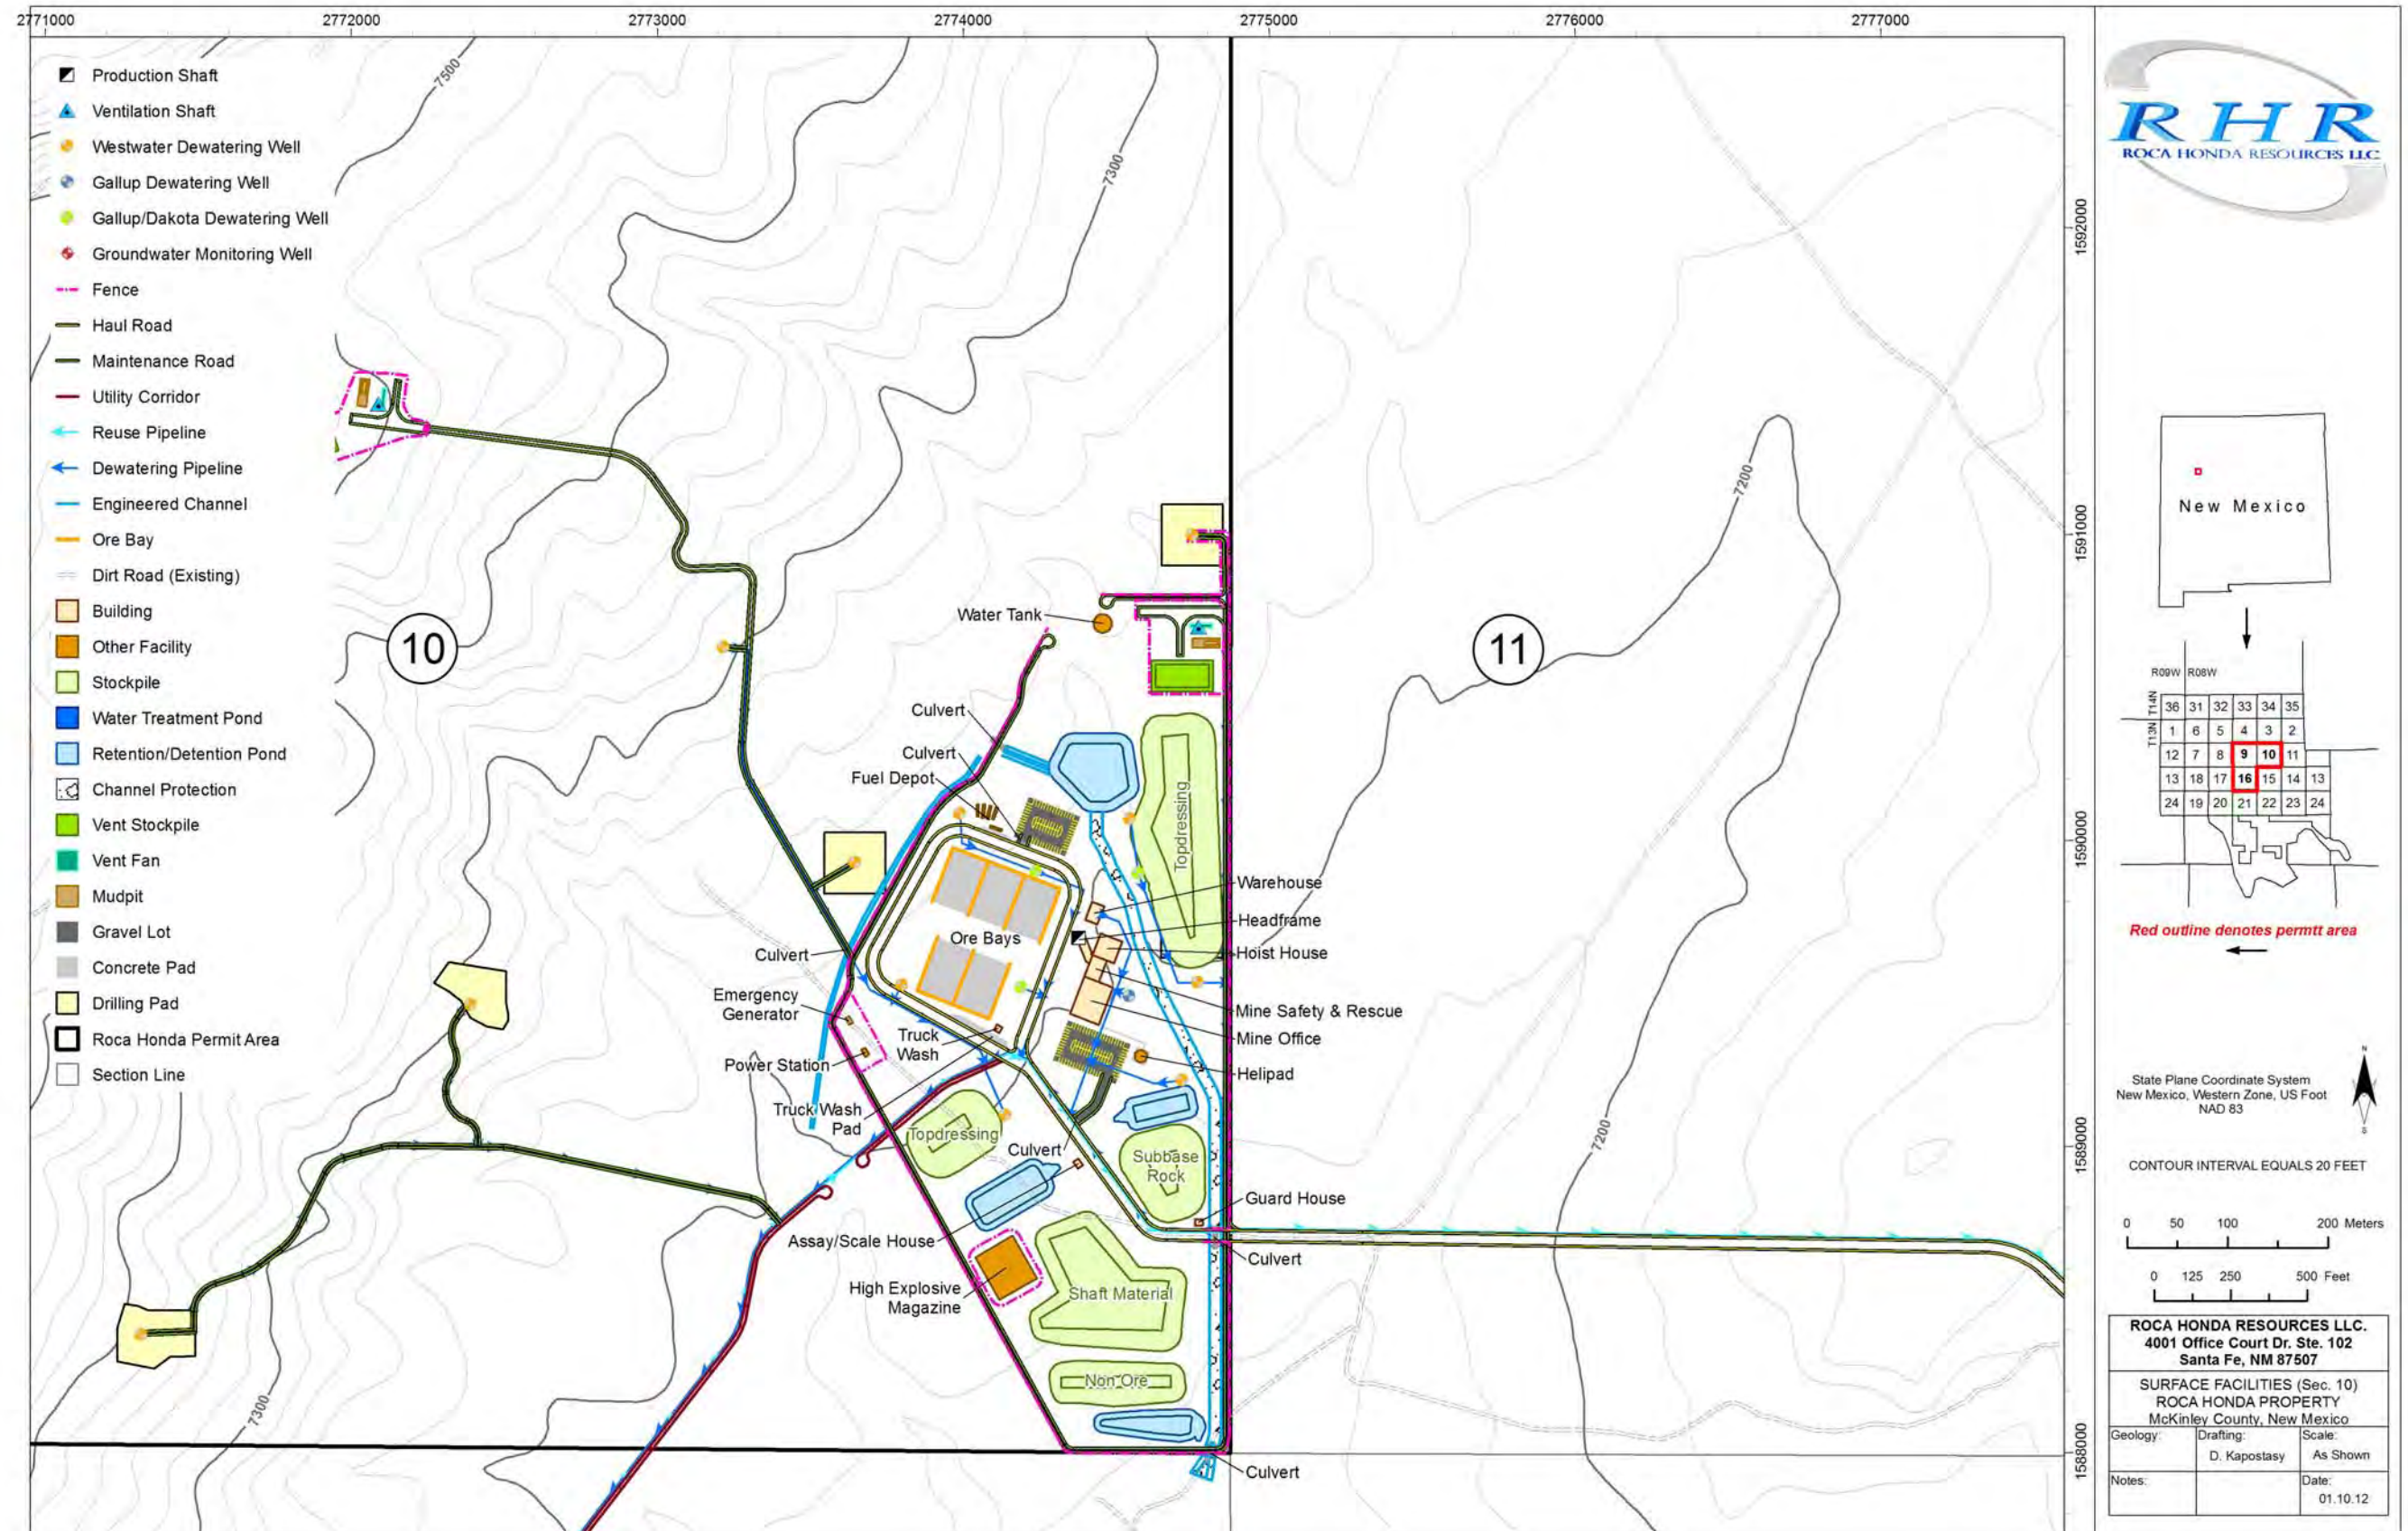 2771000
2772000
2773000
2774000
2775000
2776000
2777000
Production Shaft
Ventilation Shaft
Westwater Dewatering Well
Gallup Dewatering Well
Gallup/Dakota Dewatering Well
Groundwater Monitoring Well
Fence
Haul Road
Maintenance Road
Utility Corridor
Reuse Pipeline
Dewatering Pipeline
Engineered Channel
Ore Bay
Dirt Road (Existing)
Building
Other Facility
Stockpile
Water Treatment Pond
Retention/Detention Pond
Channel Protection
Vent Stockpile
Vent Fan
Mudpit
Gravel Lot
Concrete Pad
Drilling Pad
Roca Honda Permit Area
Section Line
7500
7300
7200
10
11
Water Tank
Culvert
Culvert
Fuel Depot
Topdressing
Warehouse
Headframe
Ore Bays
Hoist House
Culvert
Emergency
Generator
Mine Safety & Rescue
Truck
Wash
Mine Office
Power Station
Helipad
Truck Wash
Pad
Topdressing
Culvert
Subbase
Rock
7200
Guard House
Assay/Scale House
Culvert
High Explosive
Magazine
Shaft Material
Non Ore
7300
Culvert
1592000
1591000
1590000
1589000
1588000
RHR
ROCA HONDA RESOURCES LLC
New Mexico
R09W R08W
T14N
T13N
36 31 32 33 34 35
1 6 5 4 3 2
12 7 8 9 10 11
13 18 17 16 15 14 13
24 19 20 21 22 23 24
Red outline denotes permtt area
N
S
State Plane Coordinate System
New Mexico, Western Zone, US Foot
NAD 83
CONTOUR INTERVAL EQUALS 20 FEET
0 50 100 200 Meters
0 125 250 500 Feet
ROCA HONDA RESOURCES LLC.
4001 Office Court Dr. Ste. 102
Santa Fe, NM 87507
SURFACE FACILITIES (Sec. 10)
ROCA HONDA PROPERTY
McKinley County, New Mexico
Geology:
Drafting:
D. Kapostasy
Scale:
As Shown
Notes:
Date:
01.10.12